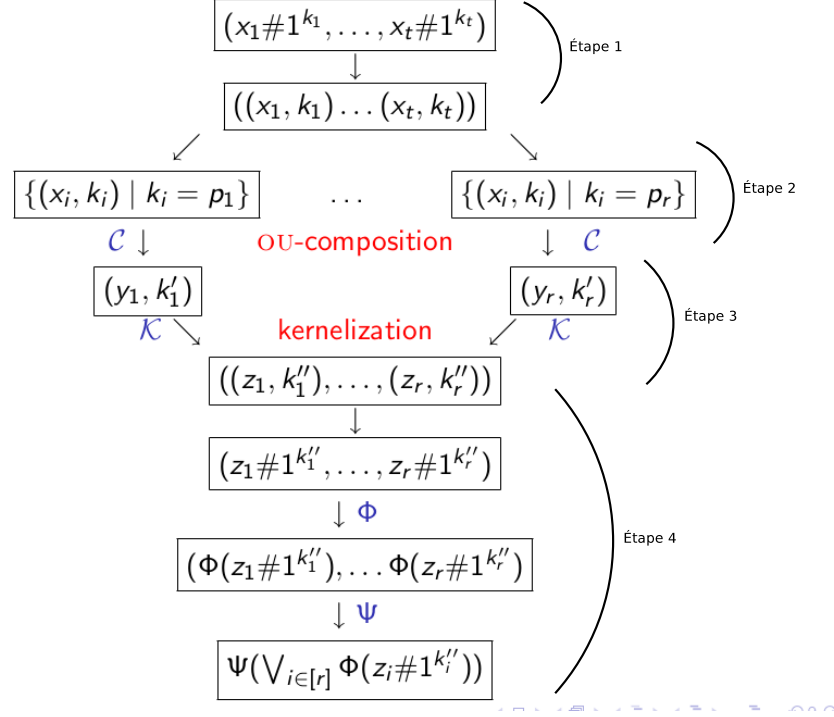 (x₁#1^{k₁}, . . . , x_t#1^{k_t})
Étape 1
((x₁, k₁) . . . (x_t, k_t))
{(x_i, k_i) | k_i = p₁} . . . {(x_i, k_i) | k_i = p_r}
Étape 2
𝒞 OU-composition 𝒞
(y₁, k′₁) (y_r, k′_r)
Étape 3
𝒦 kernelization 𝒦
((z₁, k″₁), . . . , (z_r, k″_r))
(z₁#1^{k″₁}, . . . , z_r#1^{k″_r})
Φ
Étape 4
(Φ(z₁#1^{k″₁}), . . . Φ(z_r#1^{k″_r})
Ψ
Ψ(⋁_{i∈[r]} Φ(z_i#1^{k″_i}))